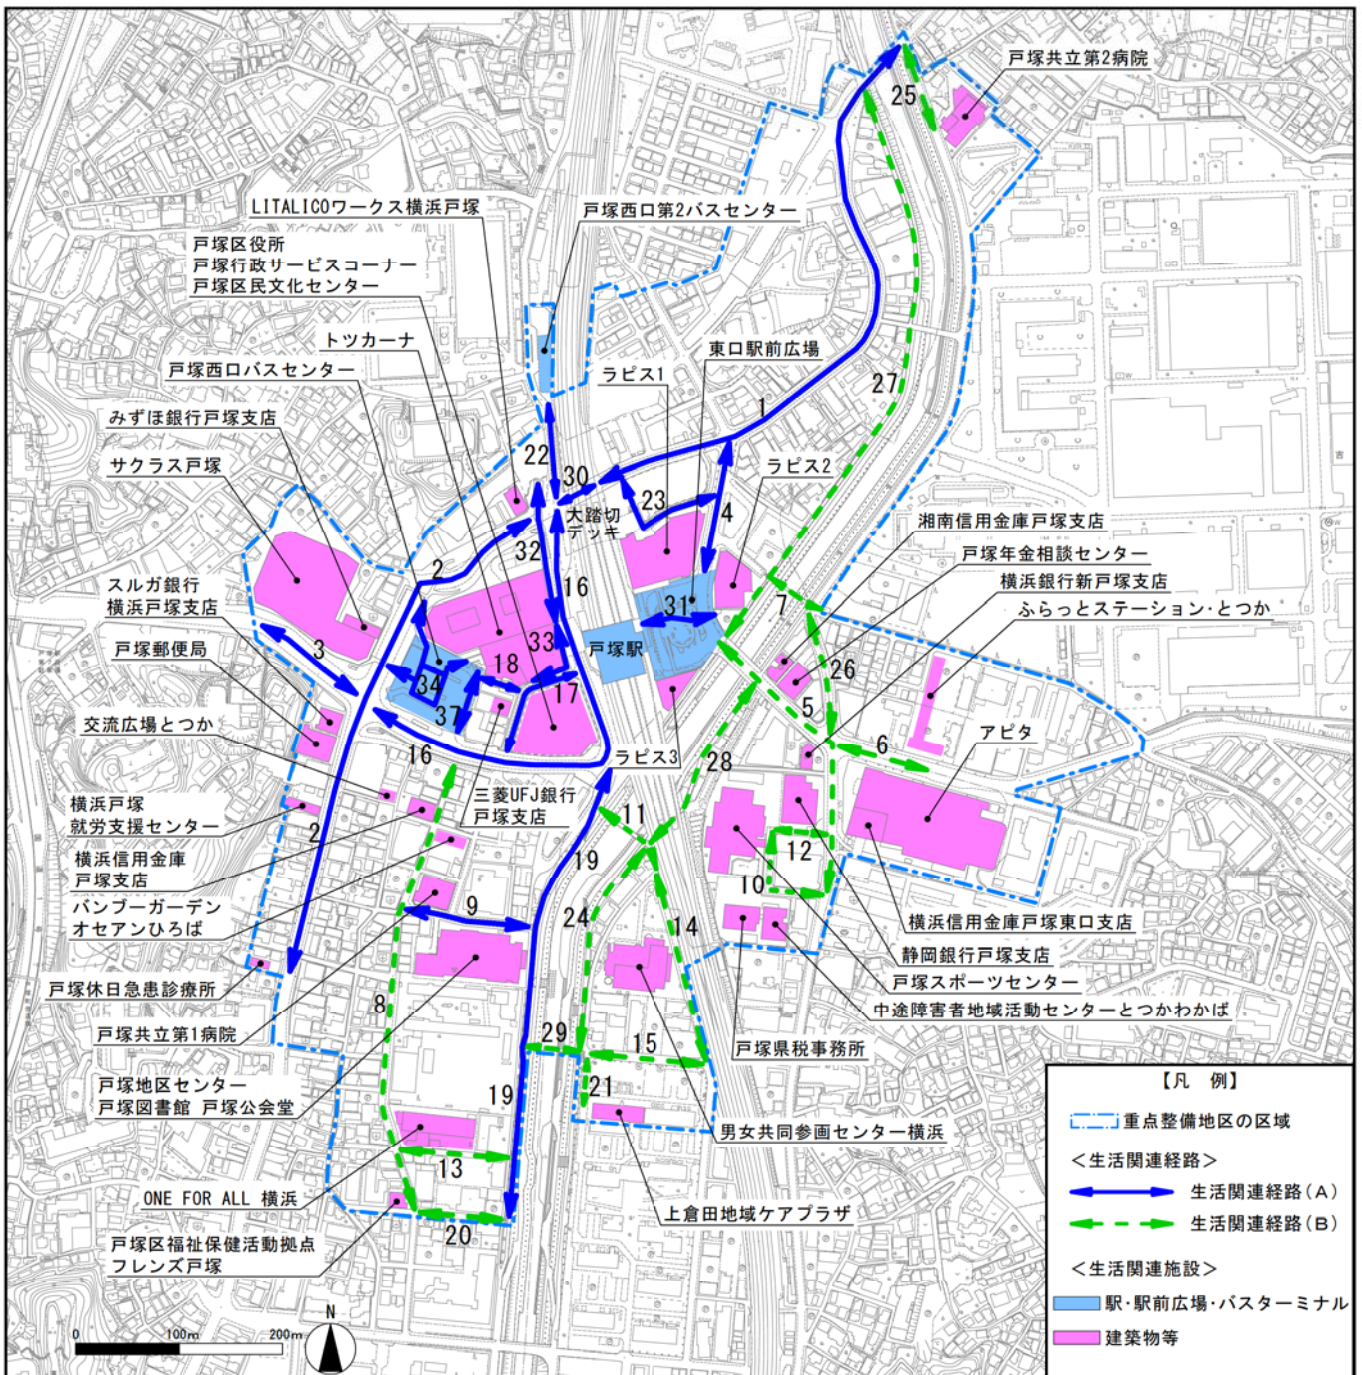 戸塚共立第2病院
25
LITALICOワークス横浜戸塚
戸塚西口第2バスセンター
戸塚区役所
戸塚行政サービスコーナー
戸塚区民文化センター
トツカーナ
東口駅前広場
戸塚西口バスセンター
ラピス1
27
1
みずほ銀行戸塚支店
サクラス戸塚
22
30
ラピス2
23
4
大踏切
デッキ
湘南信用金庫戸塚支店
戸塚年金相談センター
横浜銀行新戸塚支店
ふらっとステーション・とつか
32
2
16
スルガ銀行
横浜戸塚支店
7
31
戸塚郵便局
3
33
戸塚駅
18
26
34
17
37
5
交流広場とつか
アピタ
16
6
ラピス3
28
三菱UFJ銀行
戸塚支店
横浜戸塚
就労支援センター
2
11
横浜信用金庫
戸塚支店
19
12
10
バンブーガーデン
オセアンひろば
9
24
14
横浜信用金庫戸塚東口支店
静岡銀行戸塚支店
戸塚スポーツセンター
戸塚休日急患診療所
8
中途障害者地域活動センターとつかわかば
戸塚共立第1病院
29
15
戸塚県税事務所
戸塚地区センター
戸塚図書館 戸塚公会堂
19
21
男女共同参画センター横浜
13
ONE FOR ALL 横浜
上倉田地域ケアプラザ
20
戸塚区福祉保健活動拠点
フレンズ戸塚
N
0 100m 200m
【凡 例】
重点整備地区の区域
＜生活関連経路＞
生活関連経路(A)
生活関連経路(B)
＜生活関連施設＞
駅・駅前広場・バスターミナル
建築物等